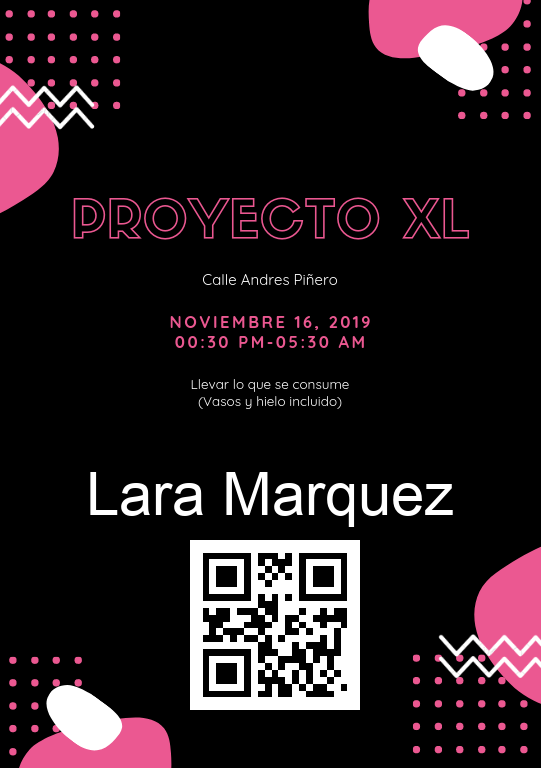 PROYECTO XL
Calle Andres Piñero
NOVIEMBRE 16, 2019
00:30 PM-05:30 AM
Llevar lo que se consume
(Vasos y hielo incluido)
Lara Marquez